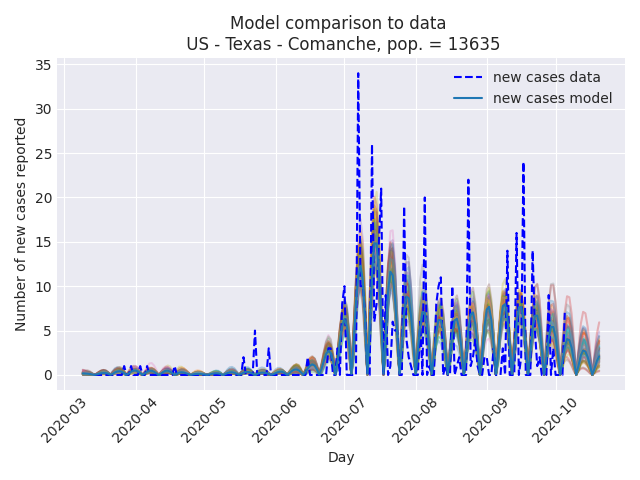 Model comparison to data
US - Texas - Comanche, pop. = 13635
Number of new cases reported
35
30
25
20
15
10
5
0
new cases data
new cases model
2020-03
2020-04
2020-05
2020-06
2020-07
2020-08
2020-09
2020-10
Day